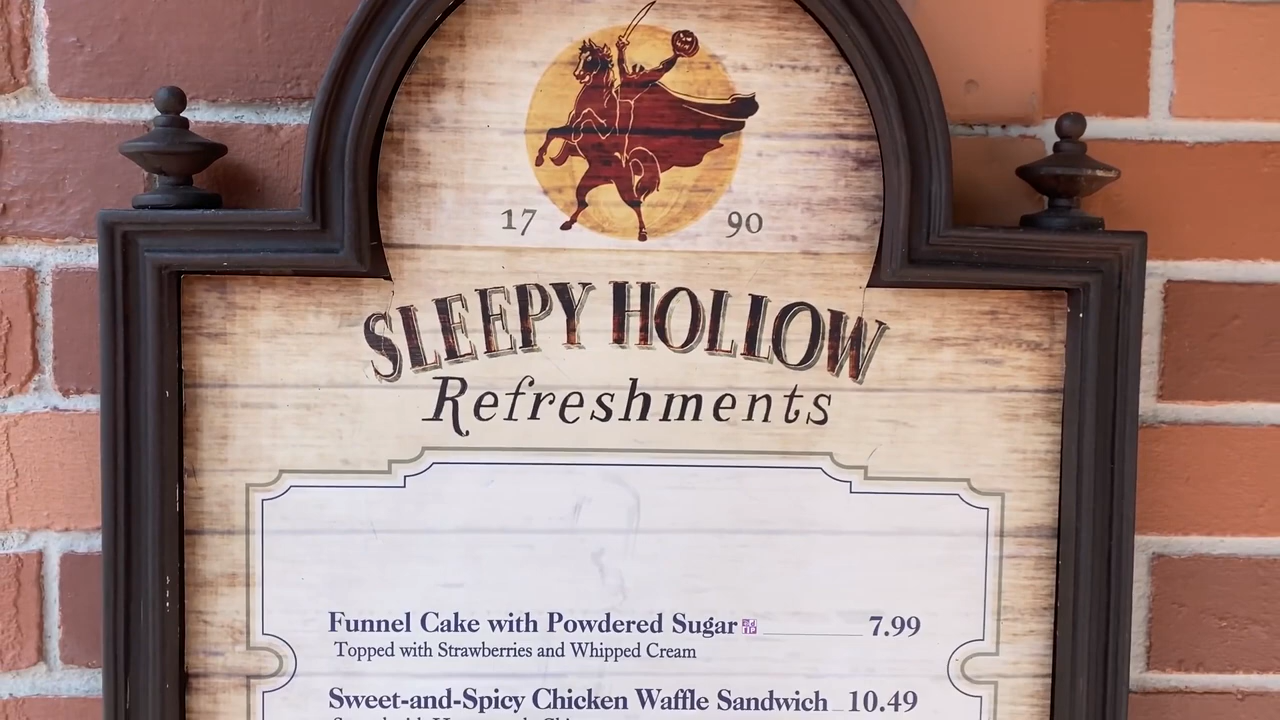 17 90
SLEEPY HOLLOW
Refreshments
Funnel Cake with Powdered Sugar 7.99
Topped with Strawberries and Whipped Cream
Sweet-and-Spicy Chicken Waffle Sandwich 10.49